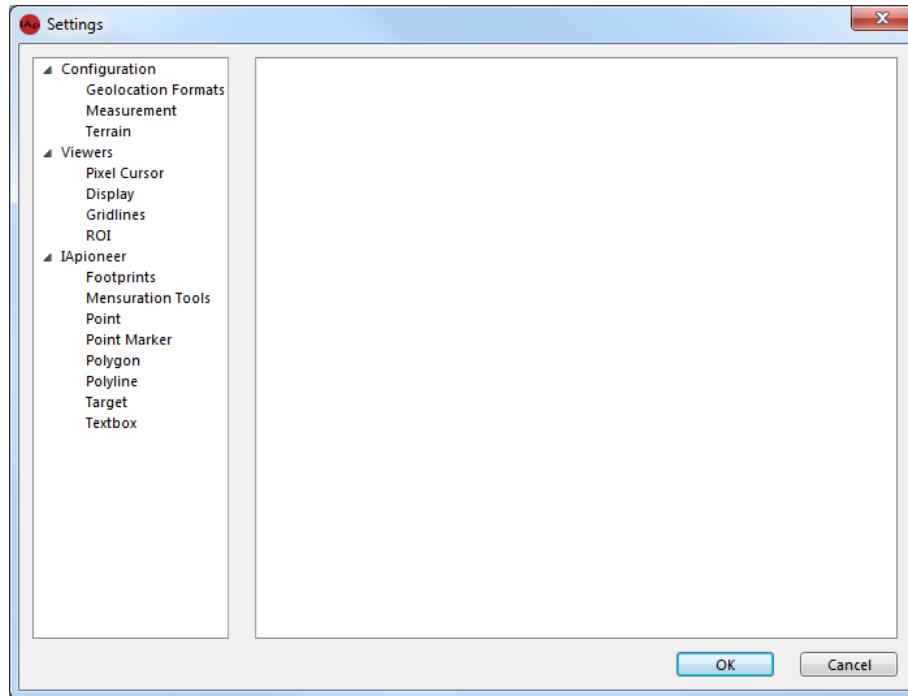 IAp Settings
Configuration
Geolocation Formats
Measurement
Terrain
Viewers
Pixel Cursor
Display
Gridlines
ROI
IApioneer
Footprints
Mensuration Tools
Point
Point Marker
Polygon
Polyline
Target
Textbox
OK Cancel